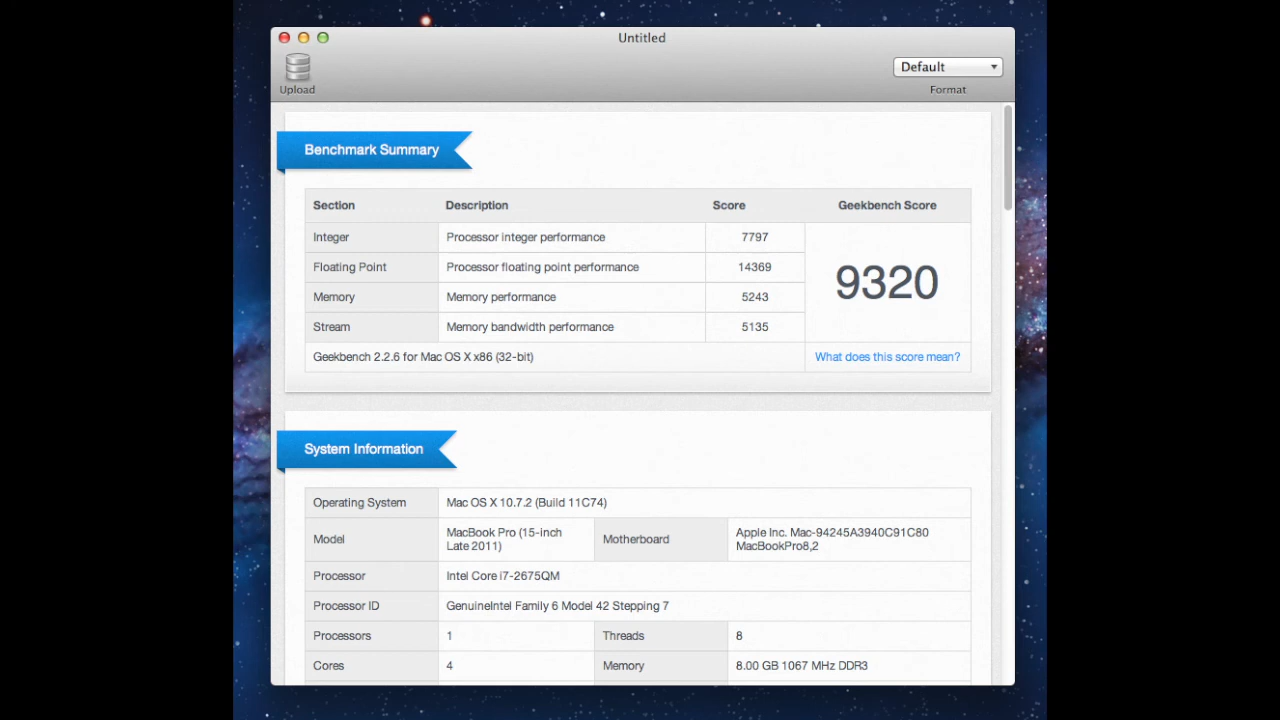 Untitled
Upload
Default
Format
Benchmark Summary
Section Description Score Geekbench Score
Integer Processor integer performance 7797
Floating Point Processor floating point performance 14369
9320
Memory Memory performance 5243
Stream Memory bandwidth performance 5135
Geekbench 2.2.6 for Mac OS X x86 (32-bit) What does this score mean?
System Information
Operating System Mac OS X 10.7.2 (Build 11C74)
Model MacBook Pro (15-inch Late 2011) Motherboard Apple Inc. Mac-94245A3940C91C80 MacBookPro8,2
Processor Intel Core i7-2675QM
Processor ID GenuineIntel Family 6 Model 42 Stepping 7
Processors 1 Threads 8
Cores 4 Memory 8.00 GB 1067 MHz DDR3